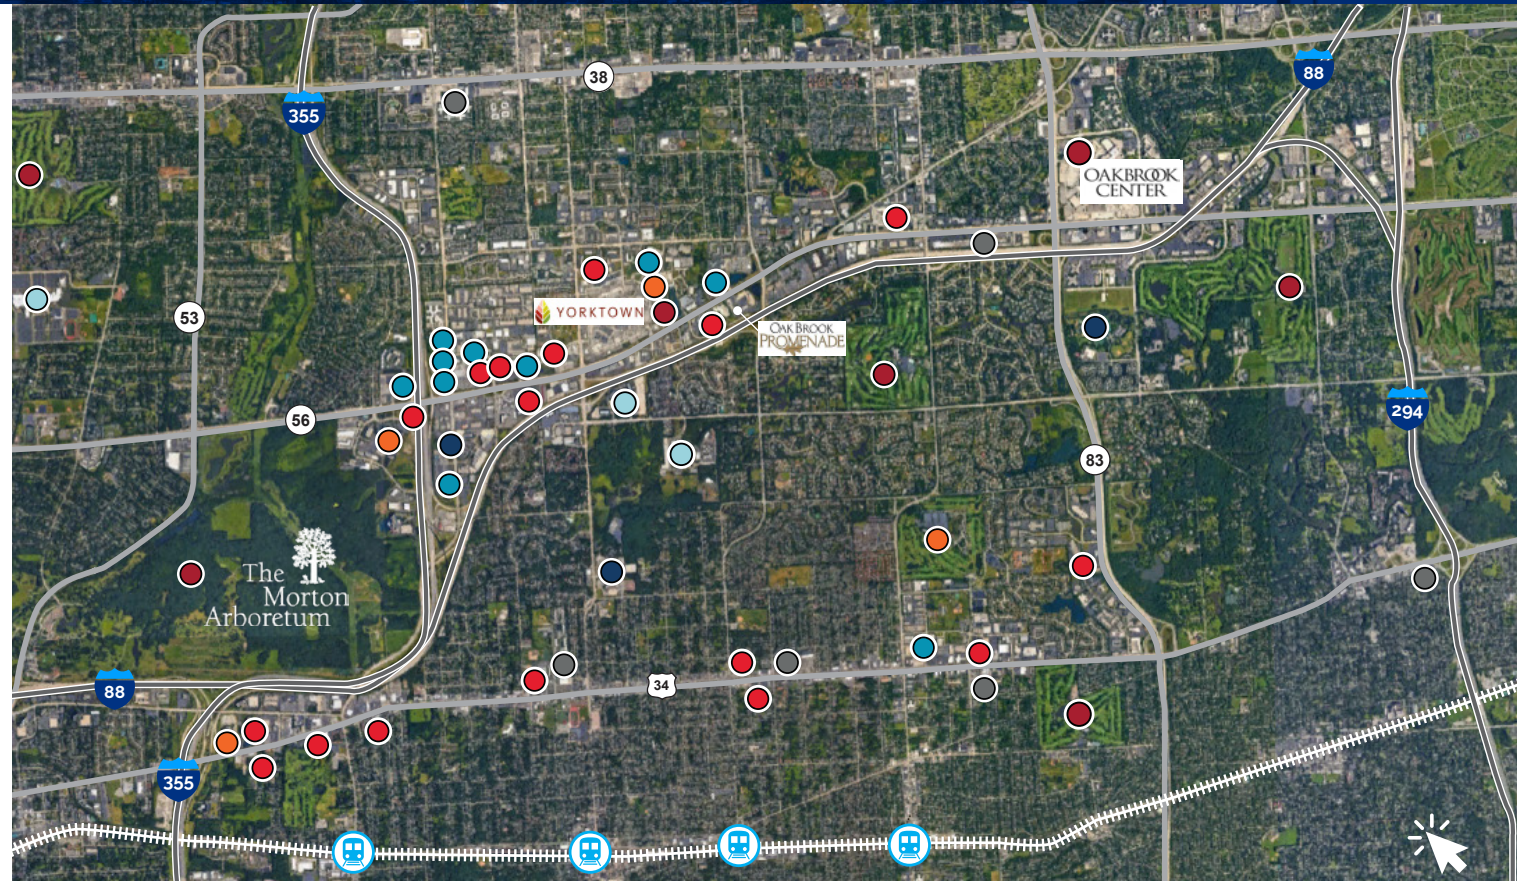 38
88
355
OAKBROOK
CENTER
YORKTOWN
53
OAK BROOK
PROMENADE
56
294
83
The
Morton
Arboretum
88
34
355